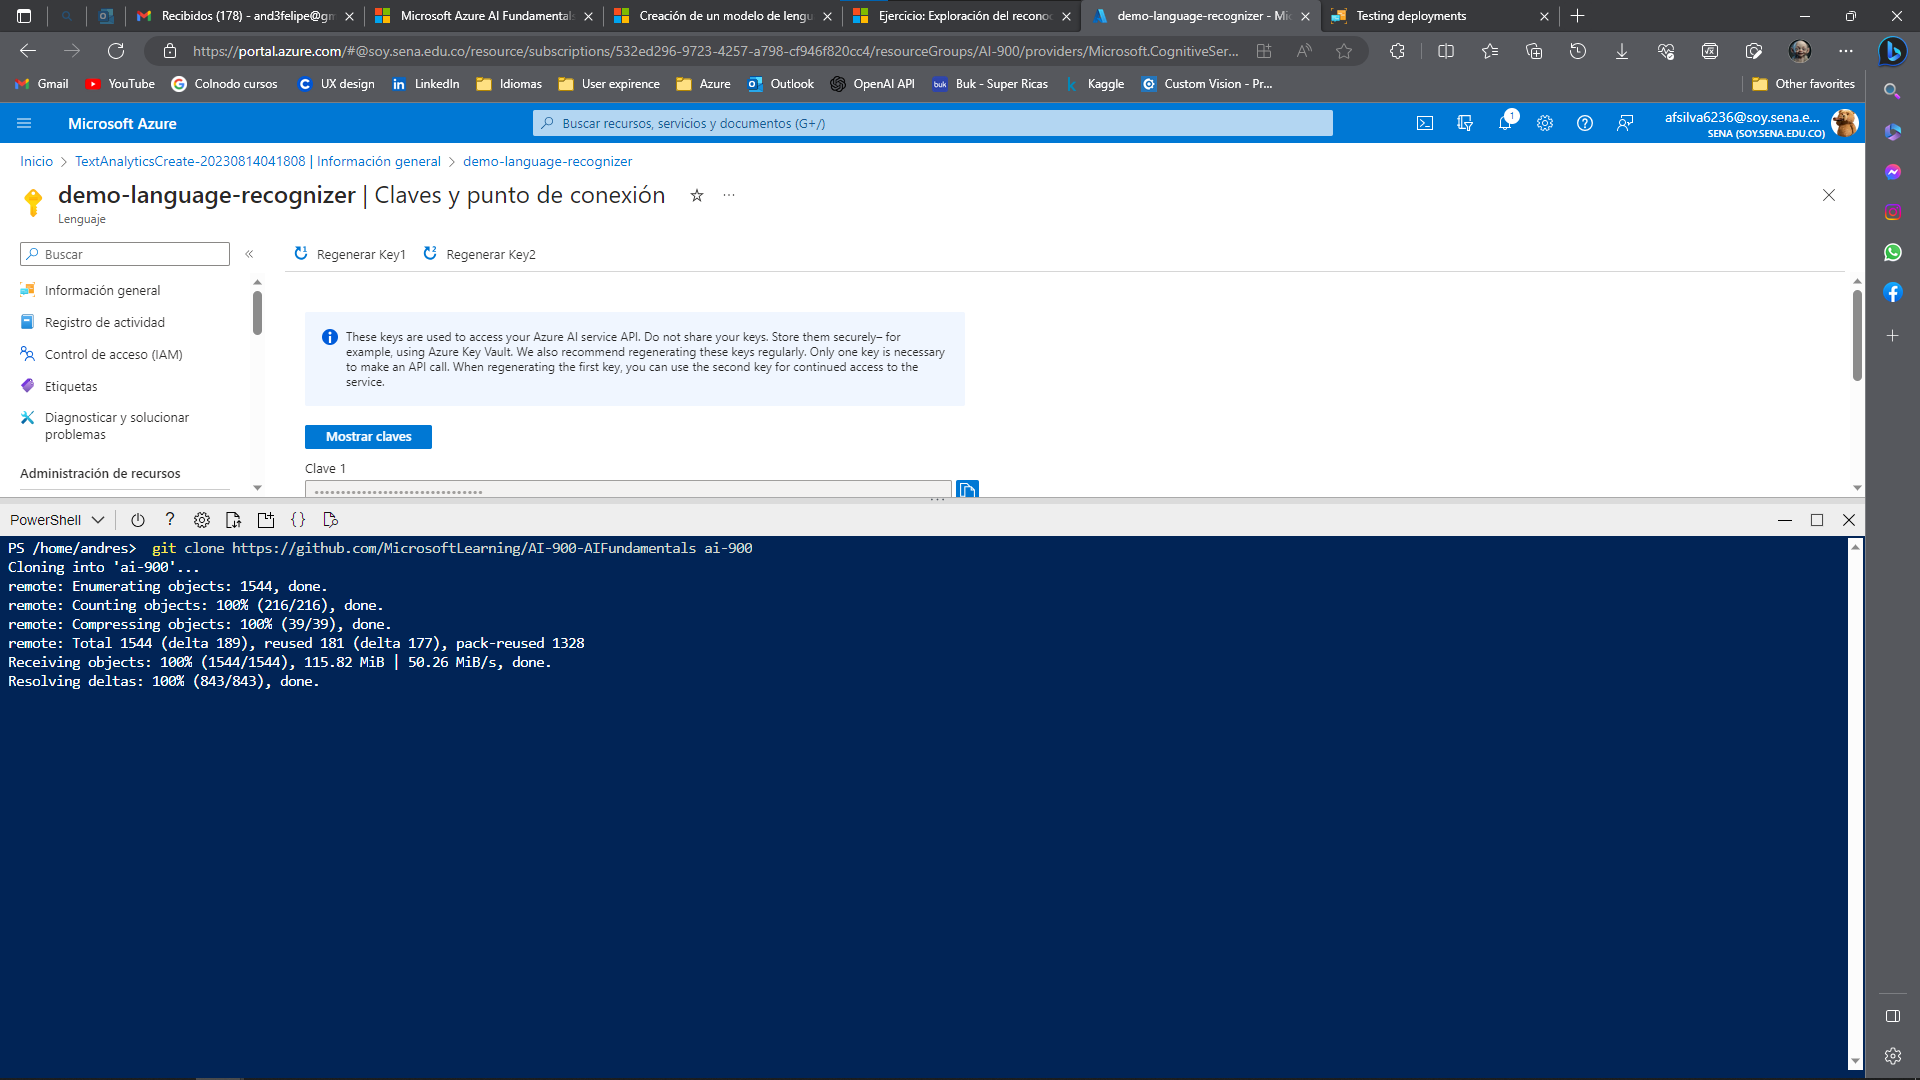 Recibidos (178) - and3felipe@gm
Microsoft Azure AI Fundamentals
Creación de un modelo de lengu
Ejercicio: Exploración del recono
demo-language-recognizer - Mic
Testing deployments
https://portal.azure.com/#@soy.sena.edu.co/resource/subscriptions/532ed296-9723-4257-a798-cf946f820cc4/resourceGroups/AI-900/providers/Microsoft.CognitiveSer...
Gmail YouTube Colnodo cursos UX design LinkedIn Idiomas User expirence Azure Outlook OpenAI API Buk - Super Ricas Kaggle Custom Vision - Pr... Other favorites
Microsoft Azure
Buscar recursos, servicios y documentos (G+/)
1
afsilva6236@soy.sena.e...
SENA (SOY.SENA.EDU.CO)
Inicio > TextAnalyticsCreate-20230814041808 | Información general > demo-language-recognizer
demo-language-recognizer | Claves y punto de conexión
Lenguaje
Buscar
Regenerar Key1
Regenerar Key2
Información general
Registro de actividad
Control de acceso (IAM)
Etiquetas
Diagnosticar y solucionar
problemas
Administración de recursos
These keys are used to access your Azure AI service API. Do not share your keys. Store them securely– for
example, using Azure Key Vault. We also recommend regenerating these keys regularly. Only one key is necessary
to make an API call. When regenerating the first key, you can use the second key for continued access to the
service.
Mostrar claves
Clave 1
PowerShell
PS /home/andres> git clone https://github.com/MicrosoftLearning/AI-900-AIFundamentals ai-900
Cloning into 'ai-900'...
remote: Enumerating objects: 1544, done.
remote: Counting objects: 100% (216/216), done.
remote: Compressing objects: 100% (39/39), done.
remote: Total 1544 (delta 189), reused 181 (delta 177), pack-reused 1328
Receiving objects: 100% (1544/1544), 115.82 MiB | 50.26 MiB/s, done.
Resolving deltas: 100% (843/843), done.